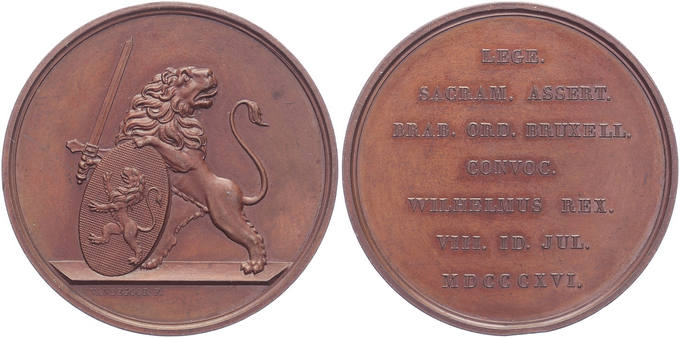 F.
LEGE.
SACRAM. ASSERT.
BRAB. ORD. BRUXELL.
CONVOC.
WILHELMUS REX.
VIII. ID. JUL.
MDCCCXVI.